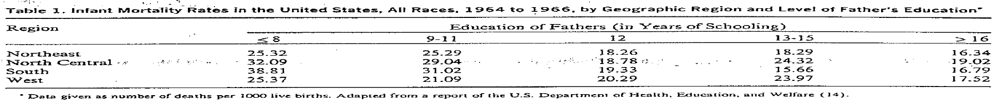 Table 1. Infant Mortality Rates in the United States, All Races, 1964 to 1966, by Geographic Region and Level of Father's Education*
Region Education of Fathers (in Years of Schooling)
≤ 8 9-11 12 13-15 ≥ 16
Northeast 25.32 25.29 18.26 18.29 16.34
North Central 32.09 29.04 18.78 24.32 19.02
South 38.81 31.02 19.33 15.66 16.79
West 25.37 21.09 20.29 23.97 17.52
* Data given as number of deaths per 1000 live births. Adapted from a report of the U.S. Department of Health, Education, and Welfare (14).